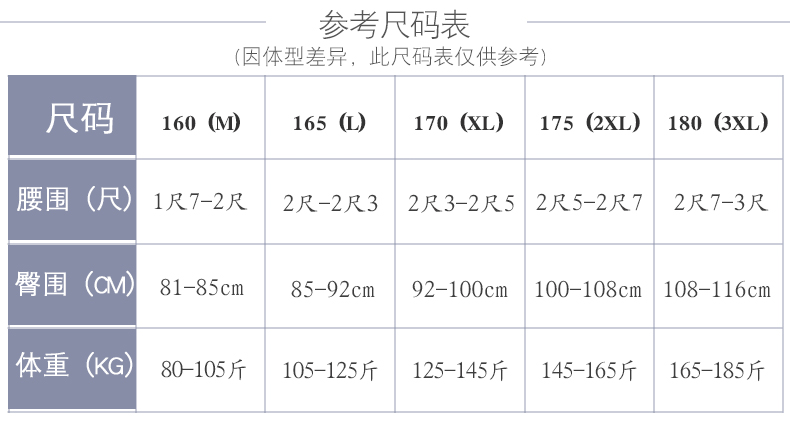 参考尺码表
(因体型差异，此尺码表仅供参考)
尺码 160 (M) 165 (L) 170 (XL) 175 (2XL) 180 (3XL)
腰围 (尺) 1尺7-2尺 2尺-2尺3 2尺3-2尺5 2尺5-2尺7 2尺7-3尺
臀围 (CM) 81-85cm 85-92cm 92-100cm 100-108cm 108-116cm
体重 (KG) 80-105斤 105-125斤 125-145斤 145-165斤 165-185斤